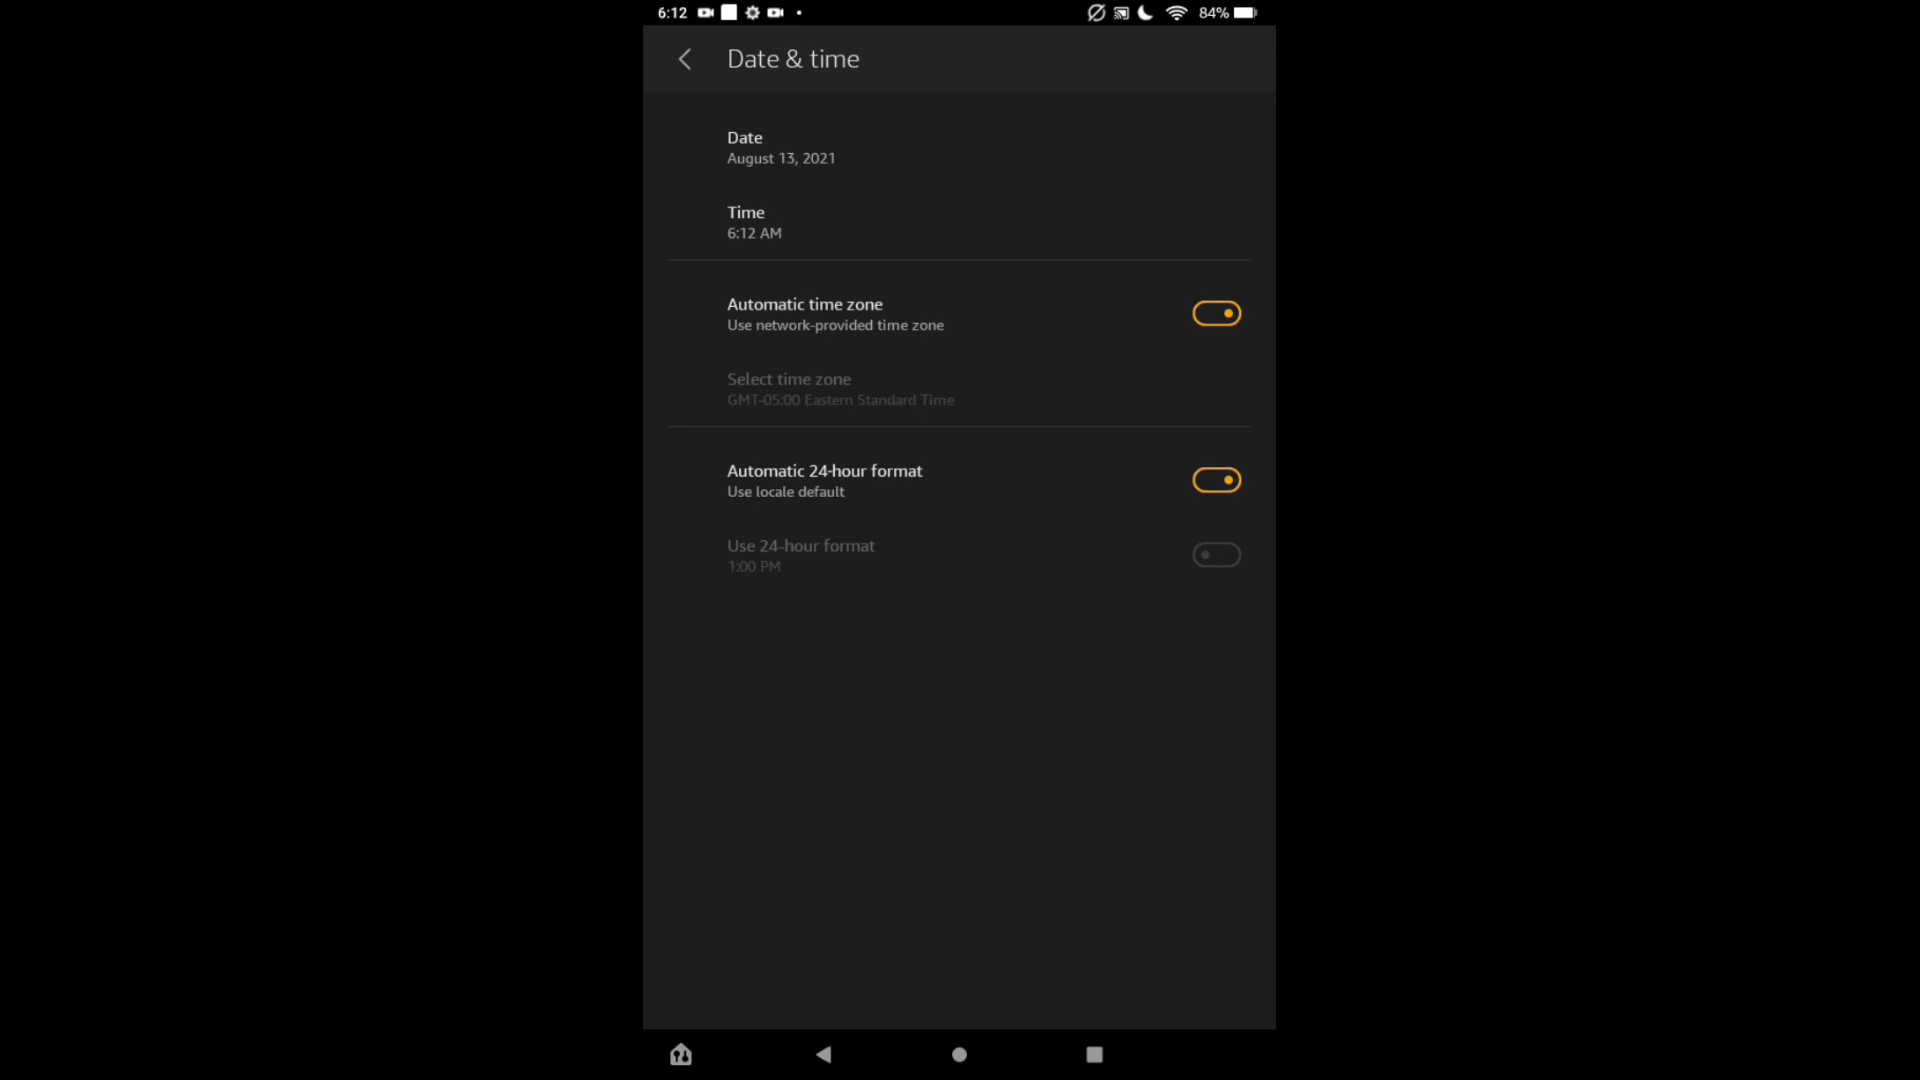 6:12 84%
Date & time
Date
August 13, 2021
Time
6:12 AM
Automatic time zone
Use network-provided time zone
Select time zone
GMT-05:00 Eastern Standard Time
Automatic 24-hour format
Use locale default
Use 24-hour format
1:00 PM